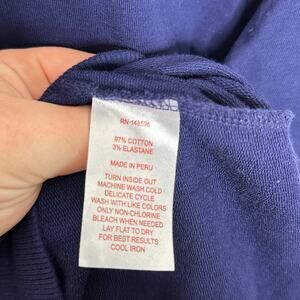 RN 148596
97% COTTON
3% ELASTANE
MADE IN PERU
TURN INSIDE OUT
MACHINE WASH COLD
DELICATE CYCLE
WASH WITH LIKE COLORS
ONLY NON-CHLORINE
BLEACH WHEN NEEDED
LAY FLAT TO DRY
FOR BEST RESULTS
COOL IRON